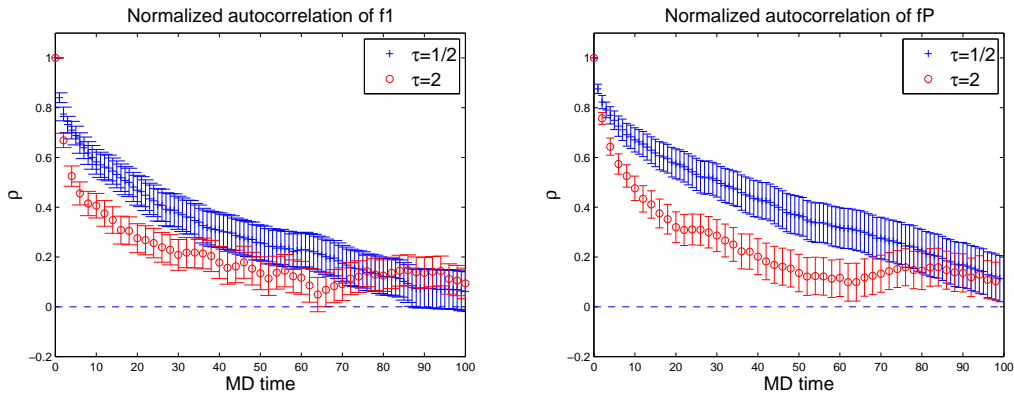 Normalized autocorrelation of f1
τ=1/2
τ=2
1
0.8
0.6
0.4
0.2
0
−0.2
ρ
0 10 20 30 40 50 60 70 80 90 100
MD time
Normalized autocorrelation of fP
τ=1/2
τ=2
1
0.8
0.6
0.4
0.2
0
−0.2
ρ
0 10 20 30 40 50 60 70 80 90 100
MD time